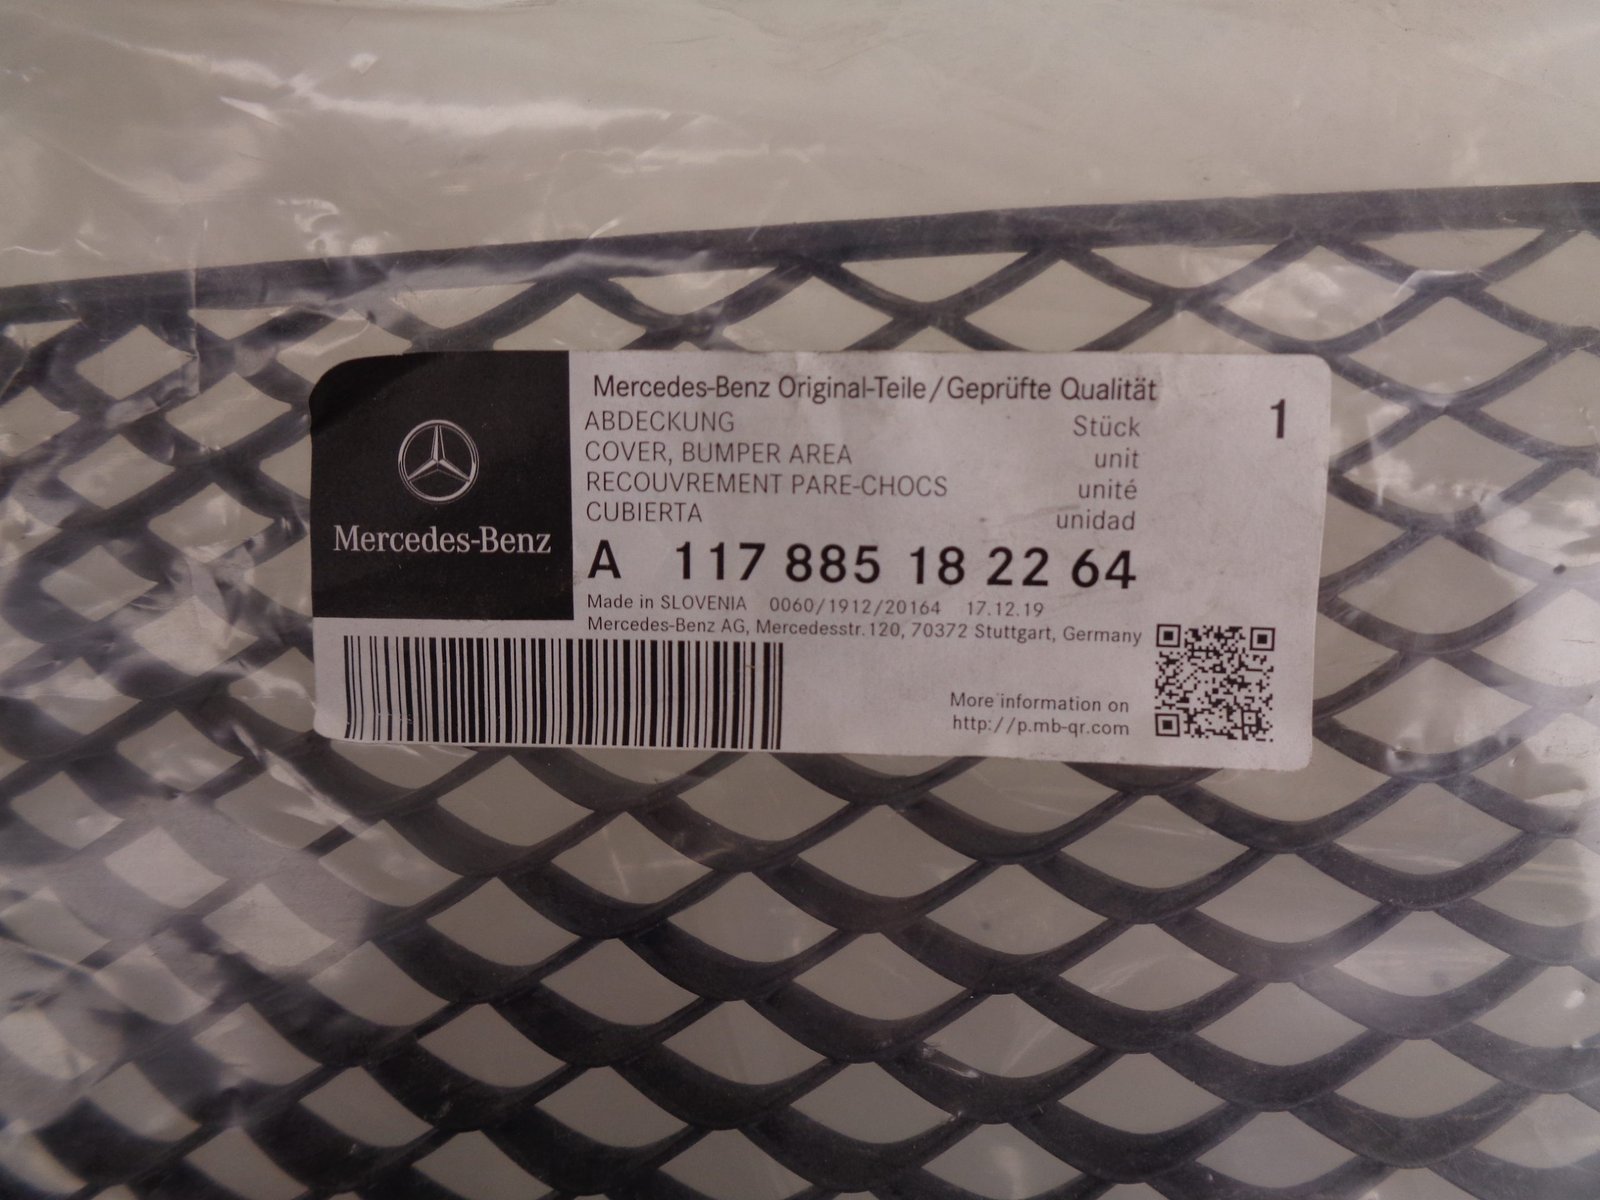 Mercedes-Benz
Mercedes-Benz Original-Teile/Geprüfte Qualität
ABDECKUNG Stück 1
COVER, BUMPER AREA unit
RECOUVREMENT PARE-CHOCS unité
CUBIERTA unidad
A 117 885 18 22 64
Made in SLOVENIA 0060/1912/20164 17.12.19
Mercedes-Benz AG, Mercedesstr.120, 70372 Stuttgart, Germany
More information on
http://p.mb-qr.com